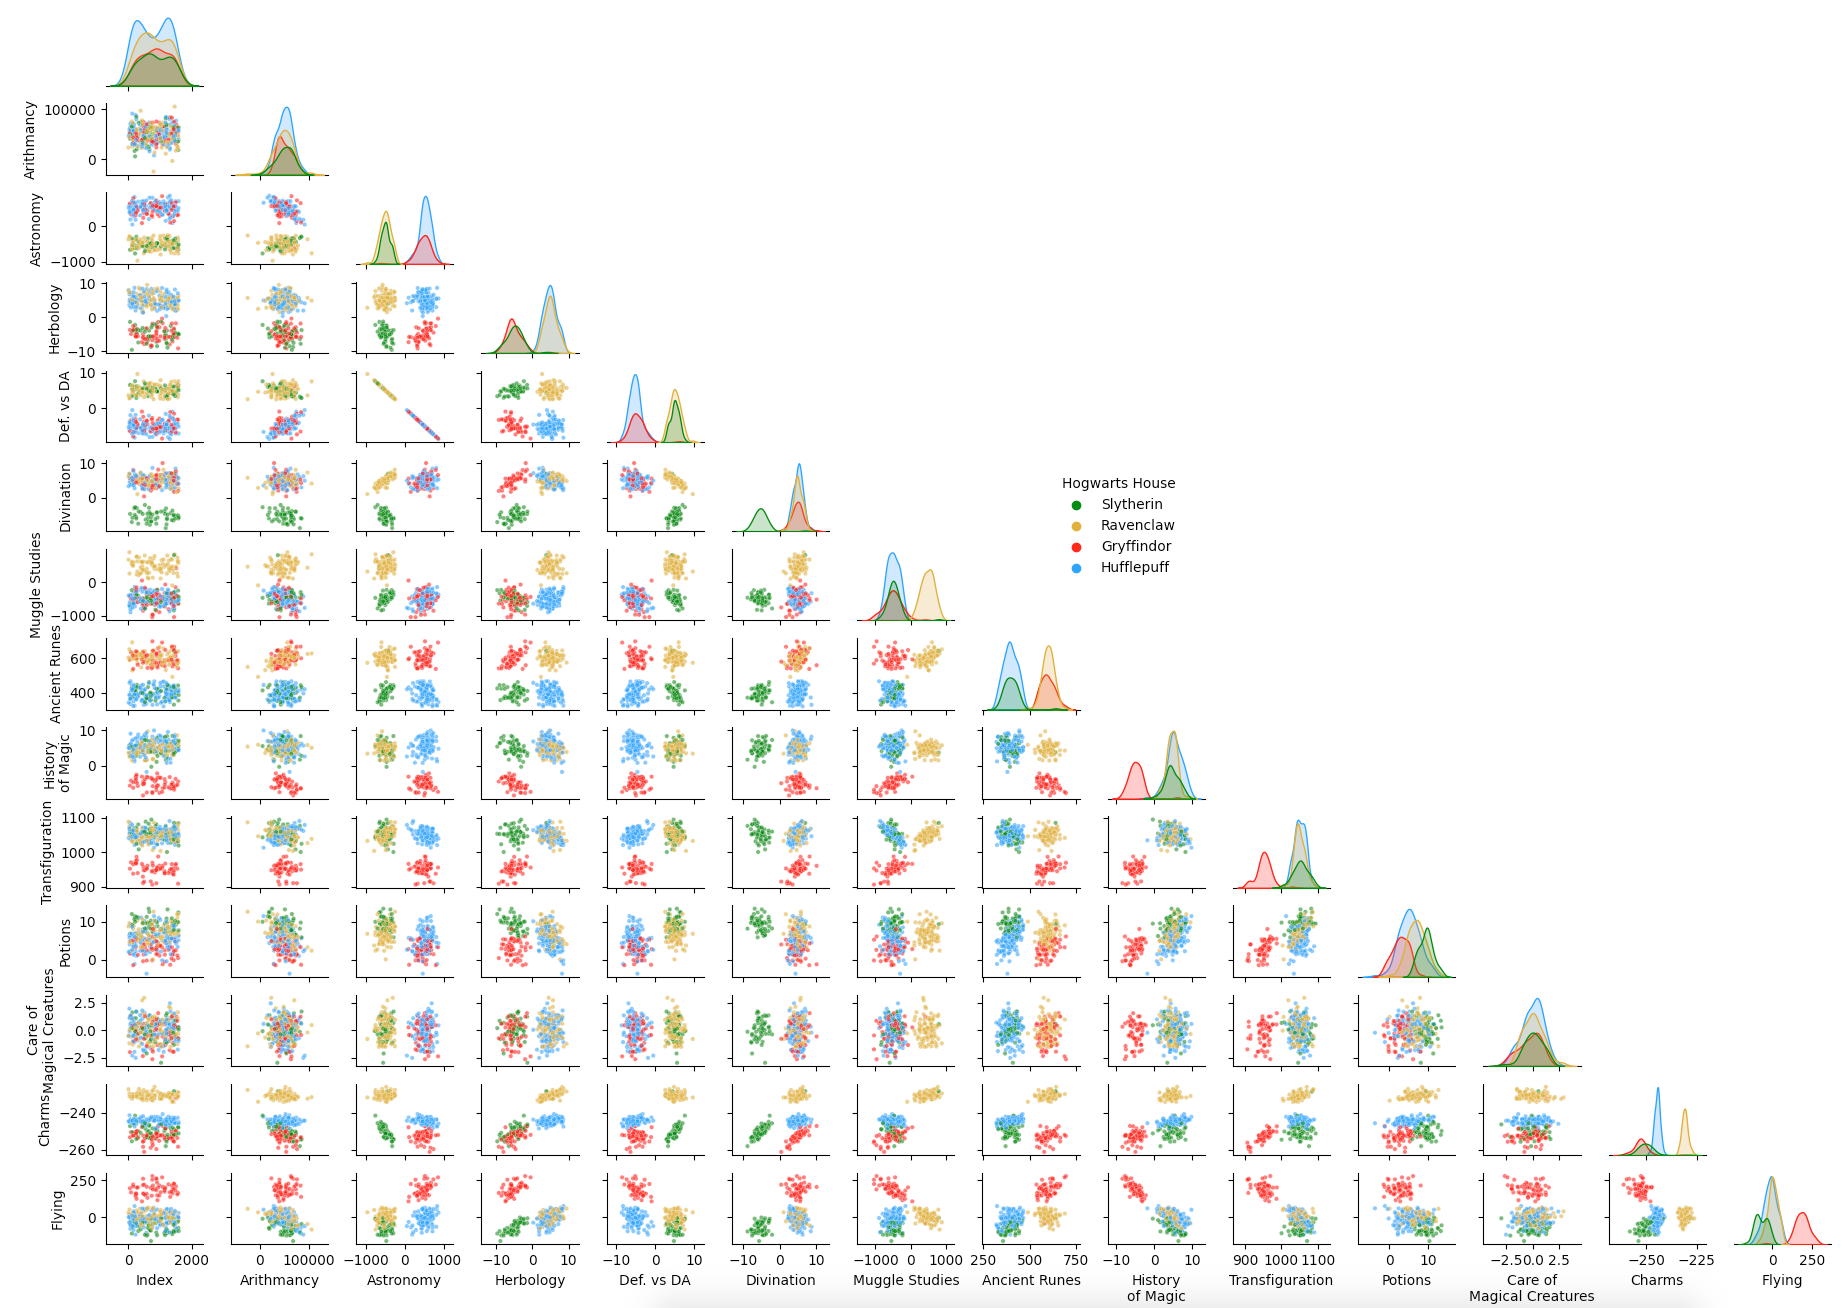 Arithmancy
100000
0
Astronomy
0
−1000
Herbology
10
0
−10
Def. vs DA
10
0
Divination
10
0
Hogwarts House
Slytherin
Ravenclaw
Gryffindor
Hufflepuff
Muggle Studies
0
−1000
Ancient Runes
600
400
History
of Magic
10
0
Transfiguration
1100
1000
900
Potions
10
0
Care of
Magical Creatures
2.5
0.0
−2.5
Charms
−240
−260
Flying
250
0
0 2000
0 100000
−1000 0 1000
−10 0 10
−10 0 10
−10 0 10
−1000 0 1000
250 500 750
−10 0 10
900 1000 1100
0 10
−2.5 0.0 2.5
−250 −225
0 250
Index
Arithmancy
Astronomy
Herbology
Def. vs DA
Divination
Muggle Studies
Ancient Runes
History
of Magic
Transfiguration
Potions
Care of
Magical Creatures
Charms
Flying